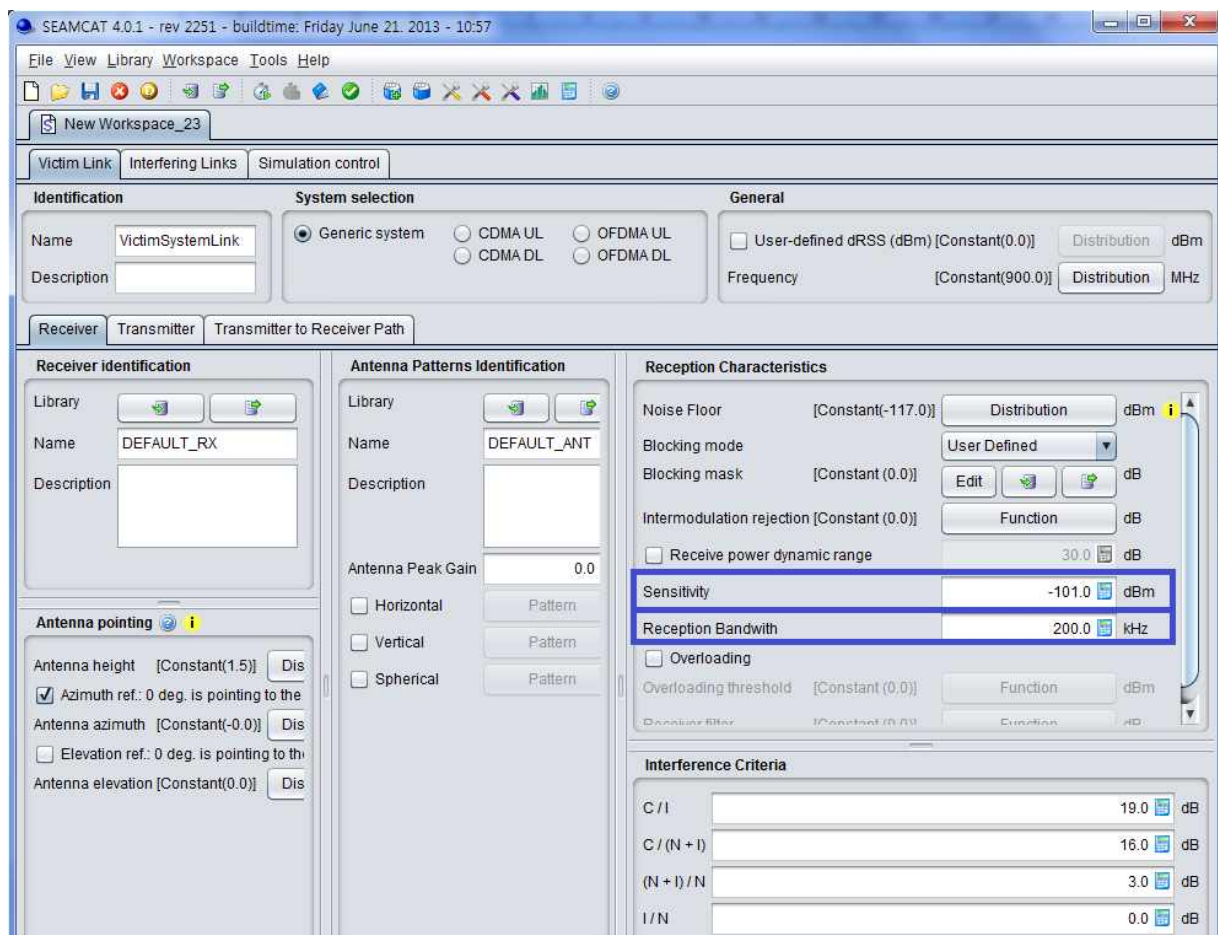 SEAMCAT 4.0.1 - rev 2251 - buildtime: Friday June 21. 2013 - 10:57
File View Library Workspace Tools Help
New Workspace_23
Victim Link Interfering Links Simulation control
Identification
Name VictimSystemLink
Description
System selection
Generic system CDMA UL OFDMA UL
CDMA DL OFDMA DL
General
User-defined dRSS (dBm) [Constant(0.0)] Distribution dBm
Frequency [Constant(900.0)] Distribution MHz
Receiver Transmitter Transmitter to Receiver Path
Receiver identification
Library
Name DEFAULT_RX
Description
Antenna pointing
Antenna height [Constant(1.5)] Dis
Azimuth ref.: 0 deg. is pointing to the
Antenna azimuth [Constant(-0.0)] Dis
Elevation ref.: 0 deg. is pointing to th
Antenna elevation [Constant(0.0)] Dis
Antenna Patterns Identification
Library
Name DEFAULT_ANT
Description
Antenna Peak Gain 0.0
Horizontal Pattern
Vertical Pattern
Spherical Pattern
Reception Characteristics
Noise Floor [Constant(-117.0)] Distribution dBm
Blocking mode User Defined
Blocking mask [Constant (0.0)] Edit dB
Intermodulation rejection [Constant (0.0)] Function dB
Receive power dynamic range 30.0 dB
Sensitivity -101.0 dBm
Reception Bandwith 200.0 kHz
Overloading
Overloading threshold [Constant (0.0)] Function dBm
Receiver filter [Constant (0.0)] Function dB
Interference Criteria
C / I 19.0 dB
C / (N + I) 16.0 dB
(N + I) / N 3.0 dB
I / N 0.0 dB